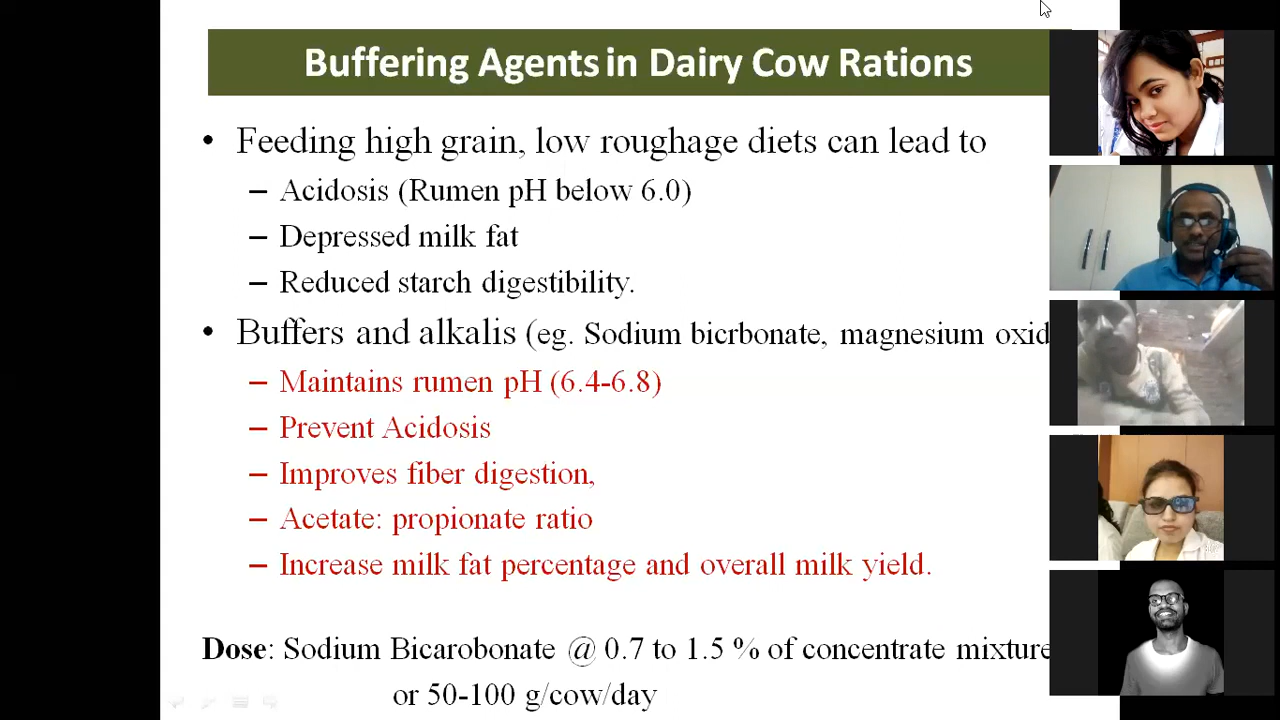 Buffering Agents in Dairy Cow Rations
• Feeding high grain, low roughage diets can lead to
– Acidosis (Rumen pH below 6.0)
– Depressed milk fat
– Reduced starch digestibility.
• Buffers and alkalis (eg. Sodium bicrbonate, magnesium oxid
– Maintains rumen pH (6.4-6.8)
– Prevent Acidosis
– Improves fiber digestion,
– Acetate: propionate ratio
– Increase milk fat percentage and overall milk yield.
Dose: Sodium Bicarobonate @ 0.7 to 1.5 % of concentrate mixture
or 50-100 g/cow/day